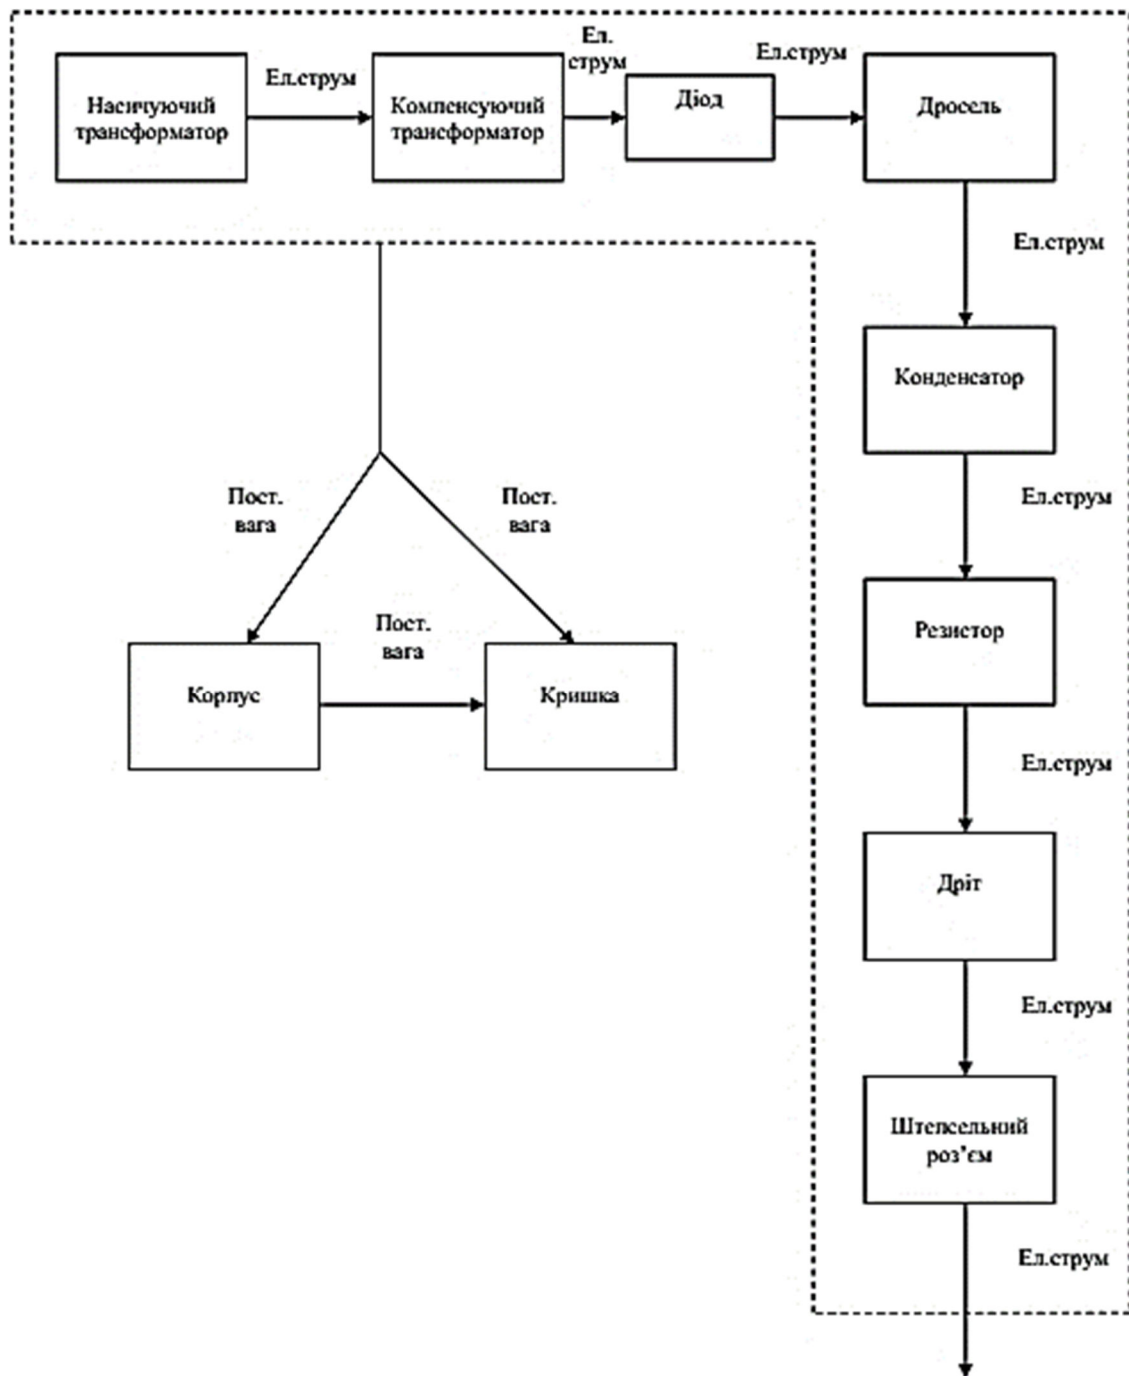 Насичуючий
трансформатор
Ел.струм
Компенсуючий
трансформатор
Ел.
струм
Діод
Ел.струм
Дросель
Ел.струм
Конденсатор
Ел.струм
Пост.
вага
Пост.
вага
Резистор
Пост.
вага
Корпус
Кришка
Ел.струм
Дріт
Ел.струм
Штепсельний
роз’єм
Ел.струм